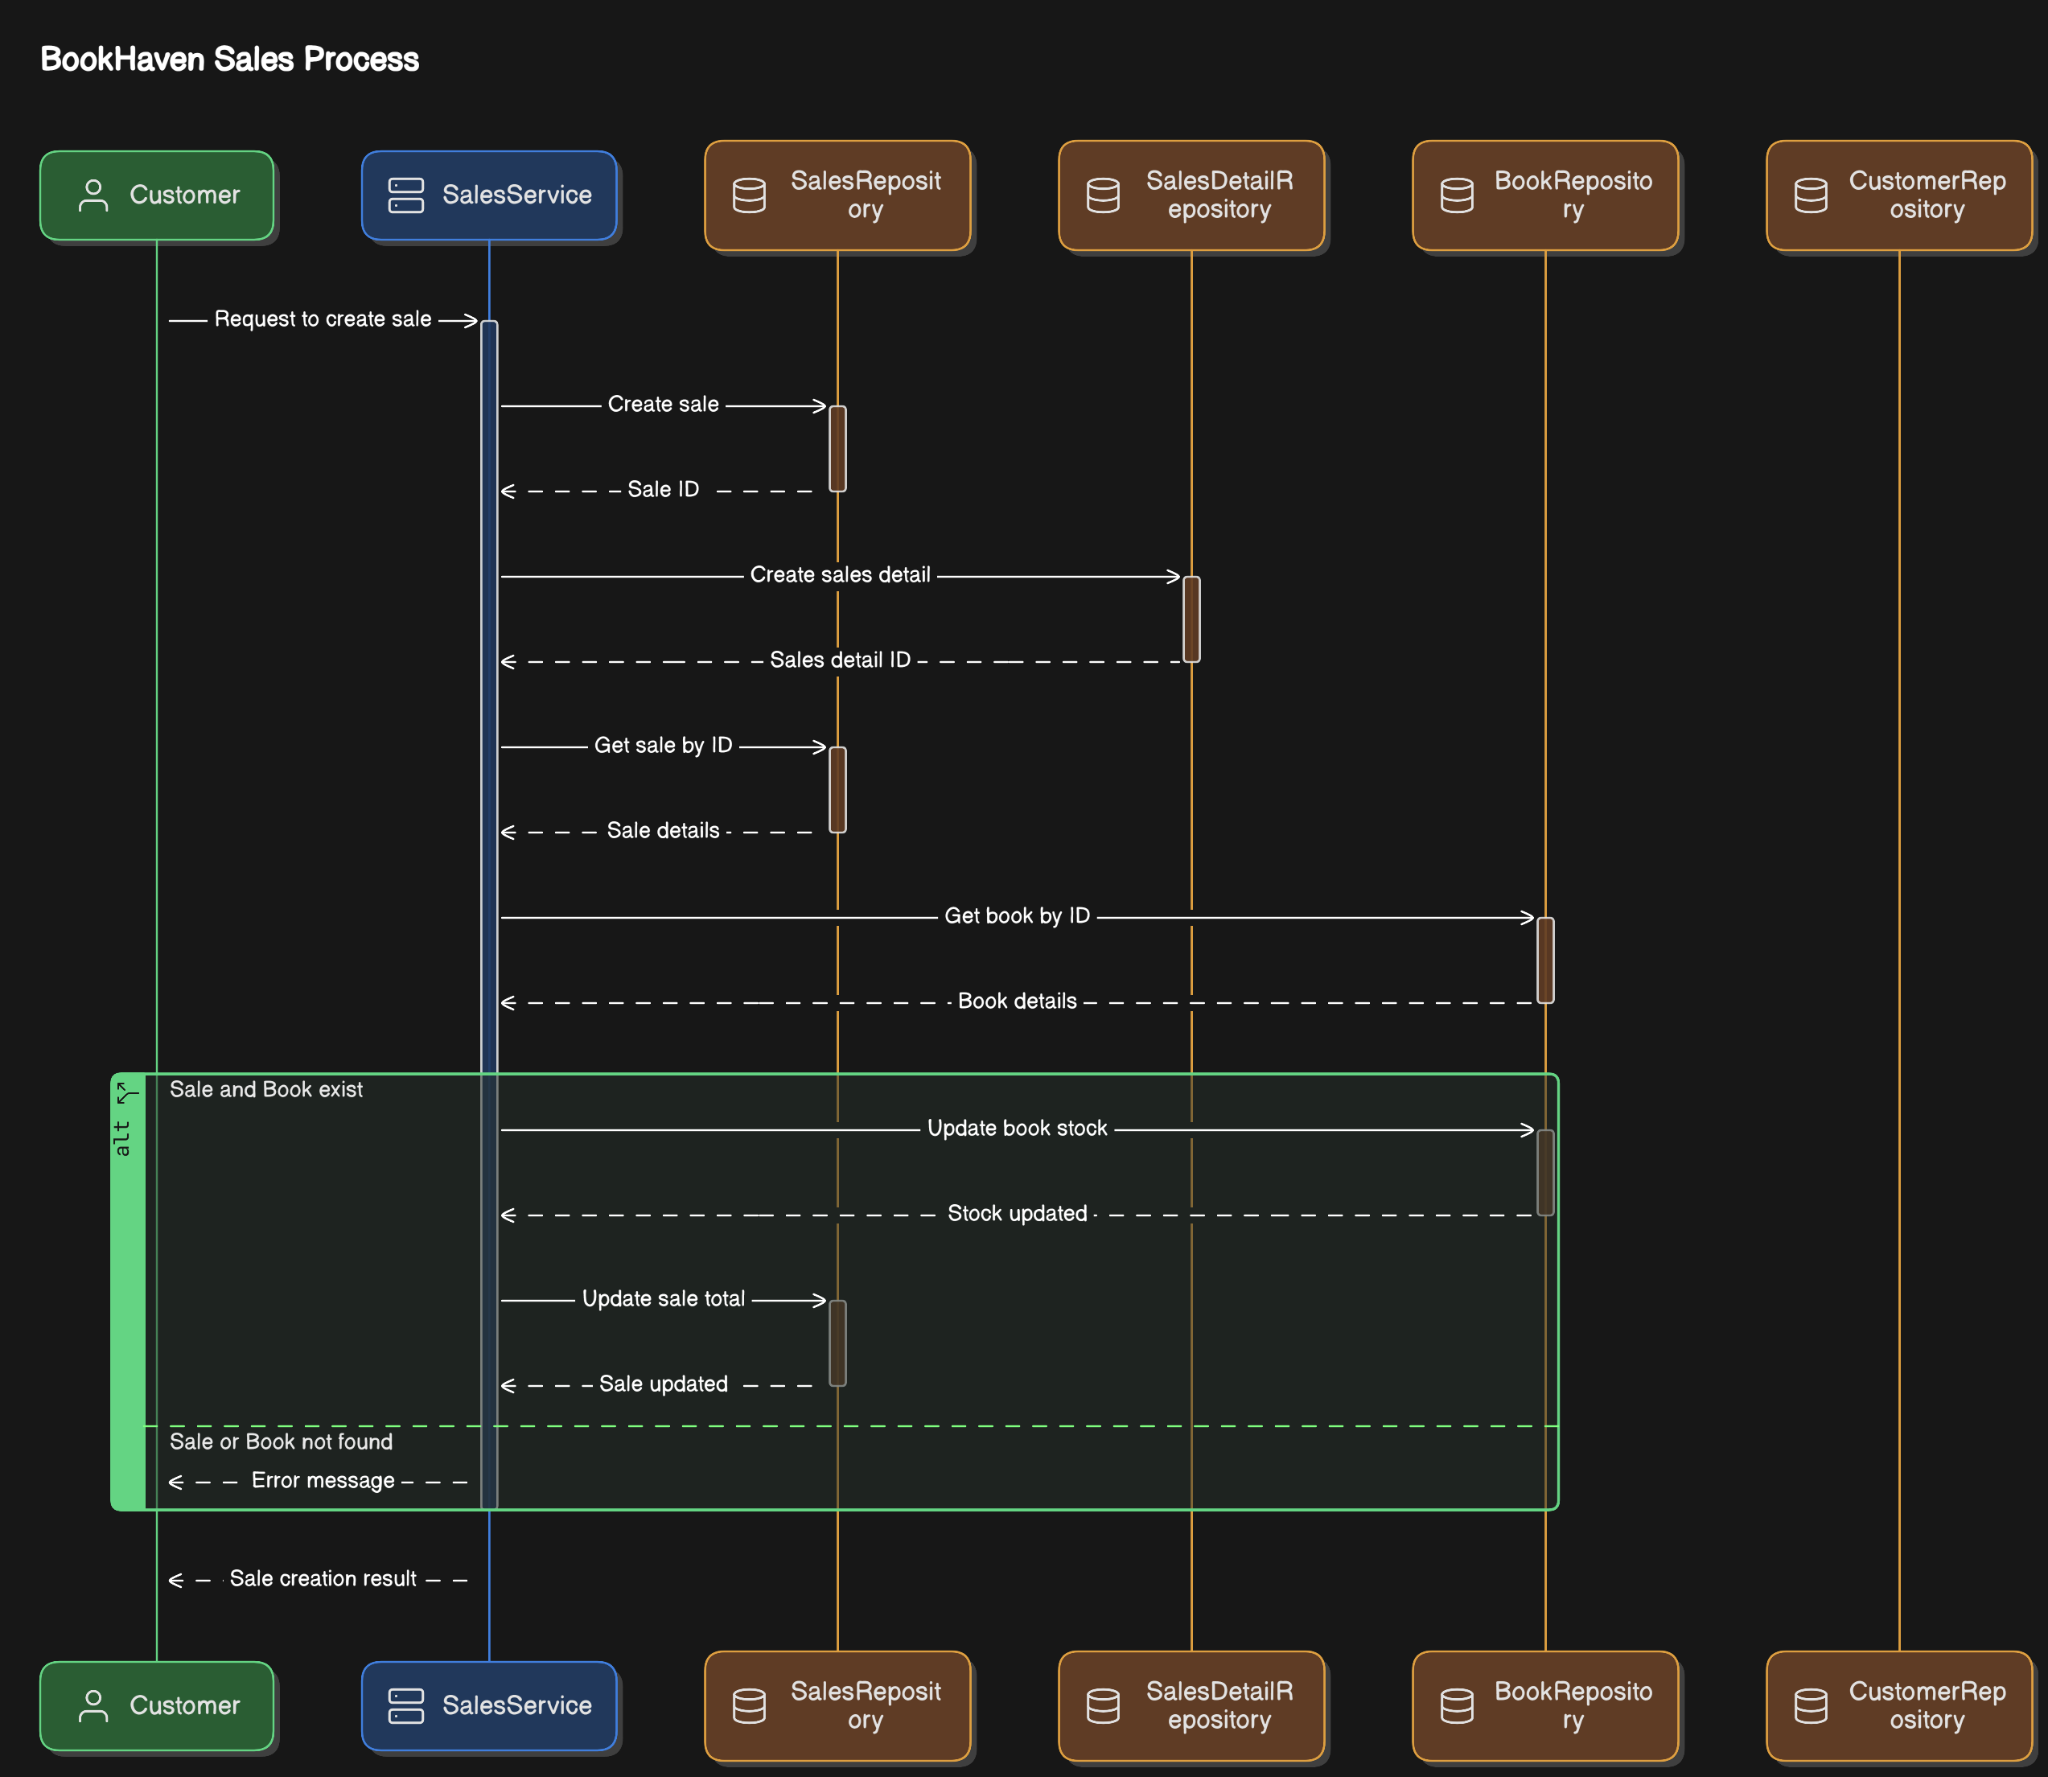 BookHaven Sales Process
Customer
SalesService
SalesReposit
ory
SalesDetailR
epository
BookReposito
ry
CustomerRep
ository
Request to create sale
Create sale
Sale ID
Create sales detail
Sales detail ID
Get sale by ID
Sale details
Get book by ID
Book details
alt
Sale and Book exist
Update book stock
Stock updated
Update sale total
Sale updated
Sale or Book not found
Error message
Sale creation result
Customer
SalesService
SalesReposit
ory
SalesDetailR
epository
BookReposito
ry
CustomerRep
ository